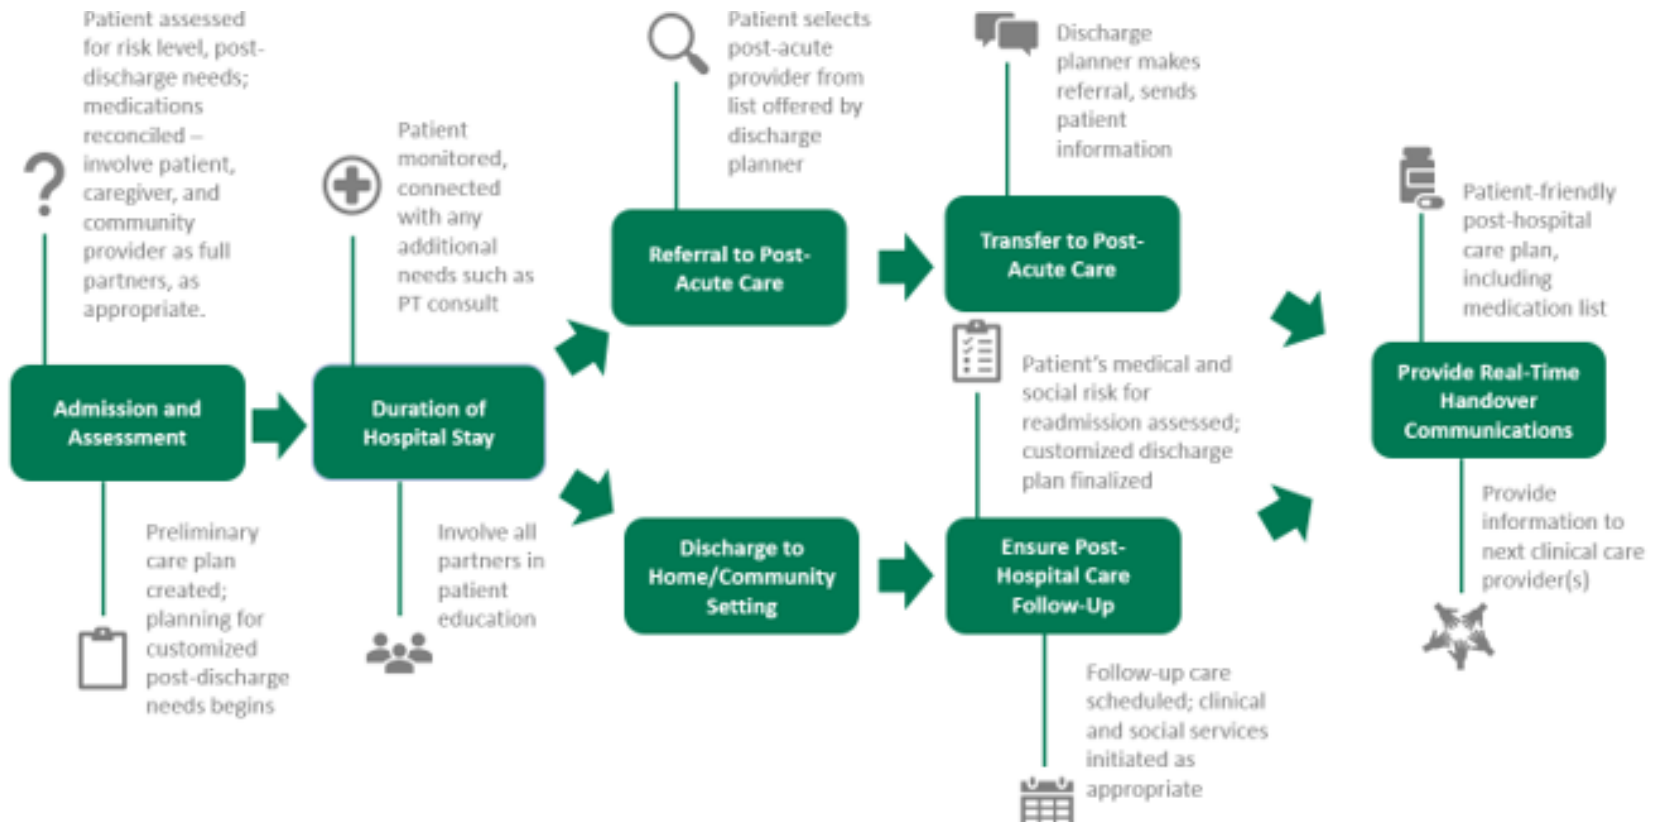 Patient assessed
for risk level, post-
discharge needs;
medications
reconciled –
involve patient,
caregiver, and
community
provider as full
partners, as
appropriate.
Admission and
Assessment
Preliminary
care plan
created;
planning for
customized
post-discharge
needs begins
Patient
monitored,
connected
with any
additional
needs such as
PT consult
Duration of
Hospital Stay
Involve all
partners in
patient
education
Patient selects
post-acute
provider from
list offered by
discharge
planner
Referral to Post-
Acute Care
Discharge
planner makes
referral, sends
patient
information
Transfer to Post-
Acute Care
Discharge to
Home/Community
Setting
Patient's medical and
social risk for
readmission assessed;
customized discharge
plan finalized
Ensure Post-
Hospital Care
Follow-Up
Follow-up care
scheduled; clinical
and social services
initiated as
appropriate
Patient-friendly
post-hospital
care plan,
including
medication list
Provide Real-Time
Handover
Communications
Provide
information to
next clinical care
provider(s)